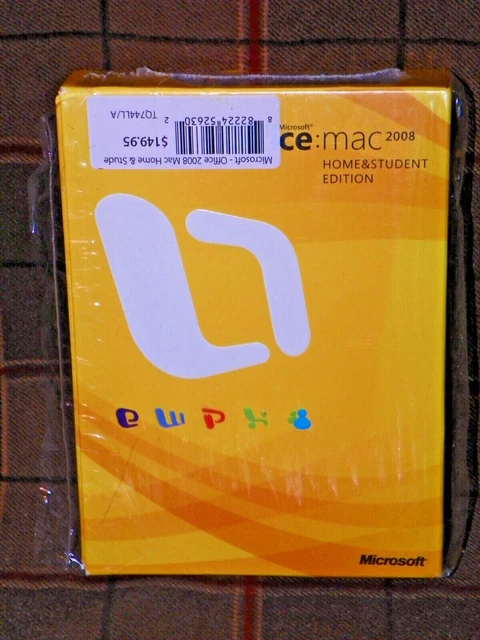 Microsoft - Office 2008 Mac Home & Stude
$149.95
8 82224 52630 2
TQ744LL/A
Microsoft®
ce:mac 2008
HOME&STUDENT
EDITION
Microsoft®